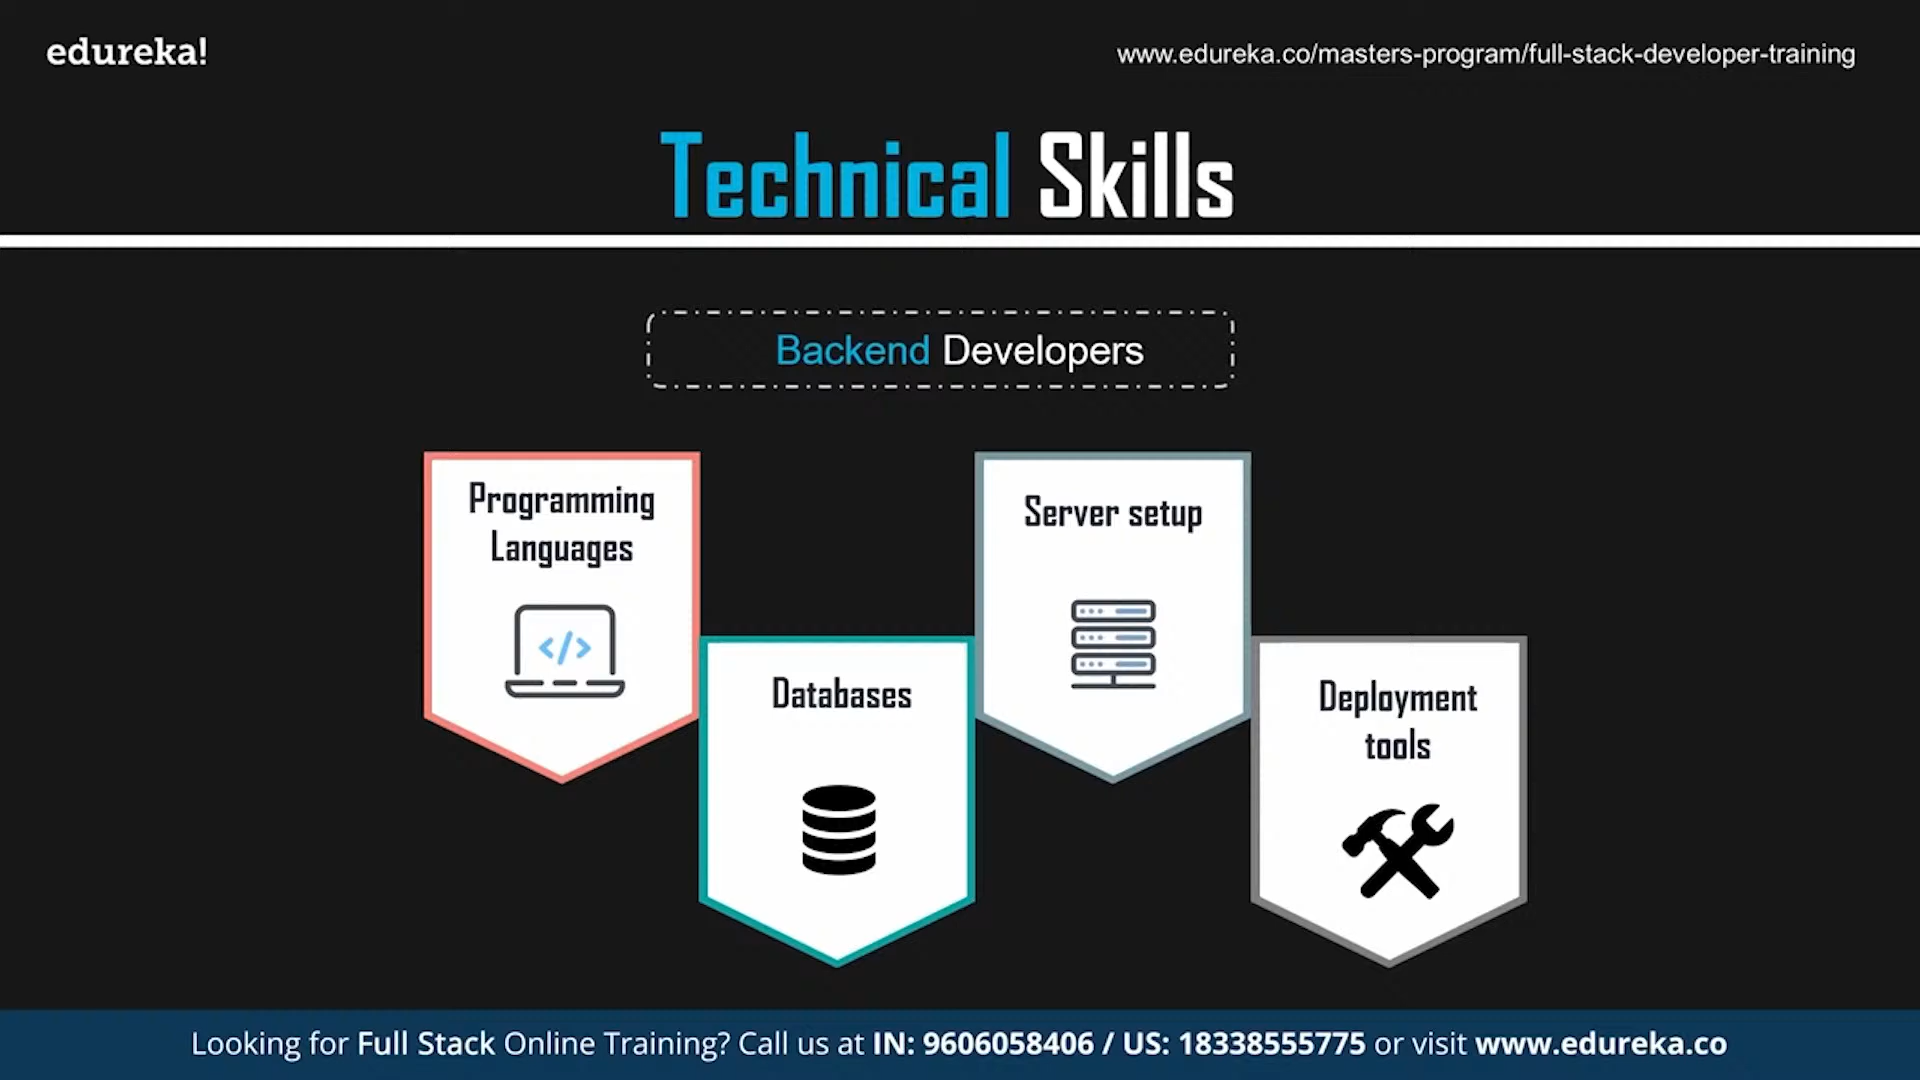 edureka!
www.edureka.co/masters-program/full-stack-developer-training
Technical Skills
Backend Developers
Programming
Languages
</>
Databases
Server setup
Deployment
tools
Looking for Full Stack Online Training? Call us at IN: 9606058406 / US: 18338555775 or visit www.edureka.co